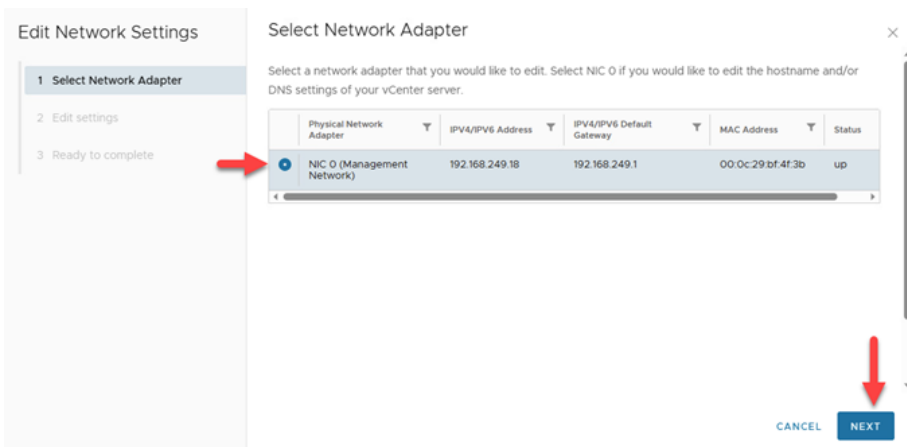 Edit Network Settings
1 Select Network Adapter
2 Edit settings
3 Ready to complete
Select Network Adapter
Select a network adapter that you would like to edit. Select NIC 0 if you would like to edit the hostname and/or
DNS settings of your vCenter server.
Physical Network Adapter IPV4/IPV6 Address IPV4/IPV6 Default Gateway MAC Address Status
NIC 0 (Management Network) 192.168.249.18 192.168.249.1 00:0c:29:bf:4f:3b up
CANCEL NEXT